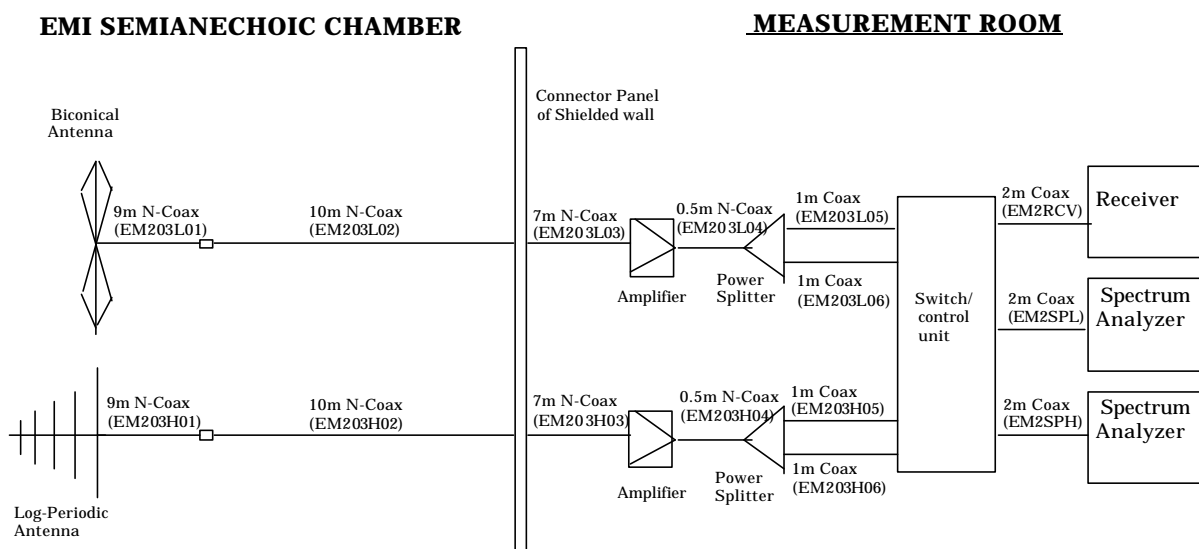 EMI SEMIANECHOIC CHAMBER
MEASUREMENT ROOM
Biconical
Antenna
Connector Panel
of Shielded wall
9m N-Coax
(EM203L01)
10m N-Coax
(EM203L02)
7m N-Coax
(EM203L03)
0.5m N-Coax
(EM203L04)
1m Coax
(EM203L05)
2m Coax
(EM2RCV)
Receiver
Amplifier
Power
Splitter
1m Coax
(EM203L06)
Switch/
control
unit
2m Coax
(EM2SPL)
Spectrum
Analyzer
9m N-Coax
(EM203H01)
10m N-Coax
(EM203H02)
7m N-Coax
(EM203H03)
0.5m N-Coax
(EM203H04)
1m Coax
(EM203H05)
2m Coax
(EM2SPH)
Spectrum
Analyzer
Amplifier
Power
Splitter
1m Coax
(EM203H06)
Log-Periodic
Antenna